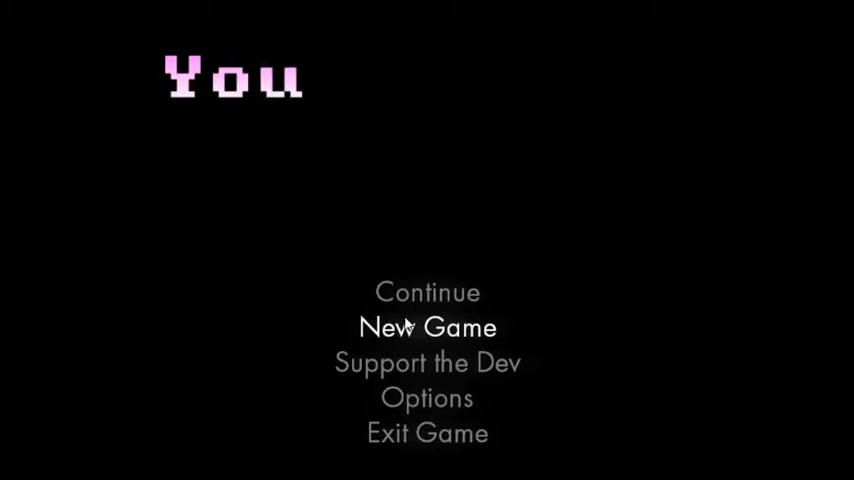 You
Continue
New Game
Support the Dev
Options
Exit Game